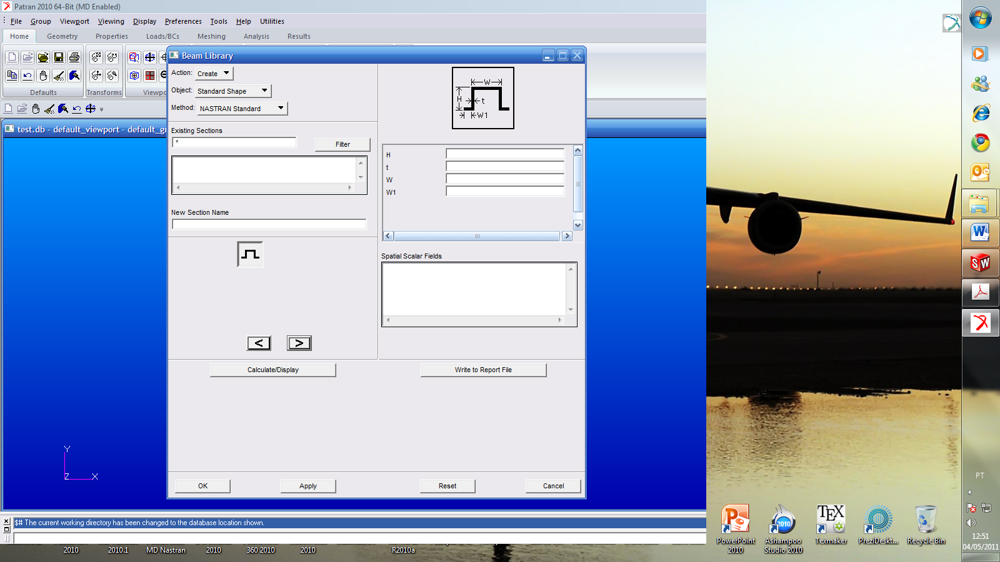 Patran 2010 64-Bit (MD Enabled)
File Group Viewport Viewing Display Preferences Tools Help Utilities
Home Geometry Properties Loads/BCs Meshing Analysis Results
Defaults Transforms
test.db - default_viewport -
Beam Library
Action: Create
Object: Standard Shape
Method: NASTRAN Standard
Existing Sections
*
Filter
New Section Name
< >
Calculate/Display
Write to Report File
W
H
t
W1
H
t
W
W1
Spatial Scalar Fields
OK Apply Reset Cancel
Y
Z X
$# The current working directory has been changed to the database location shown.
2010 2010.1 MD Nastran 2010 360 2010 2010 R2010a
TEX
2010
PowerPoint 2010
Ashampoo Studio 2010
Texmaker
PreziDeskt...
Recycle Bin
PT
12:51
04/05/2011